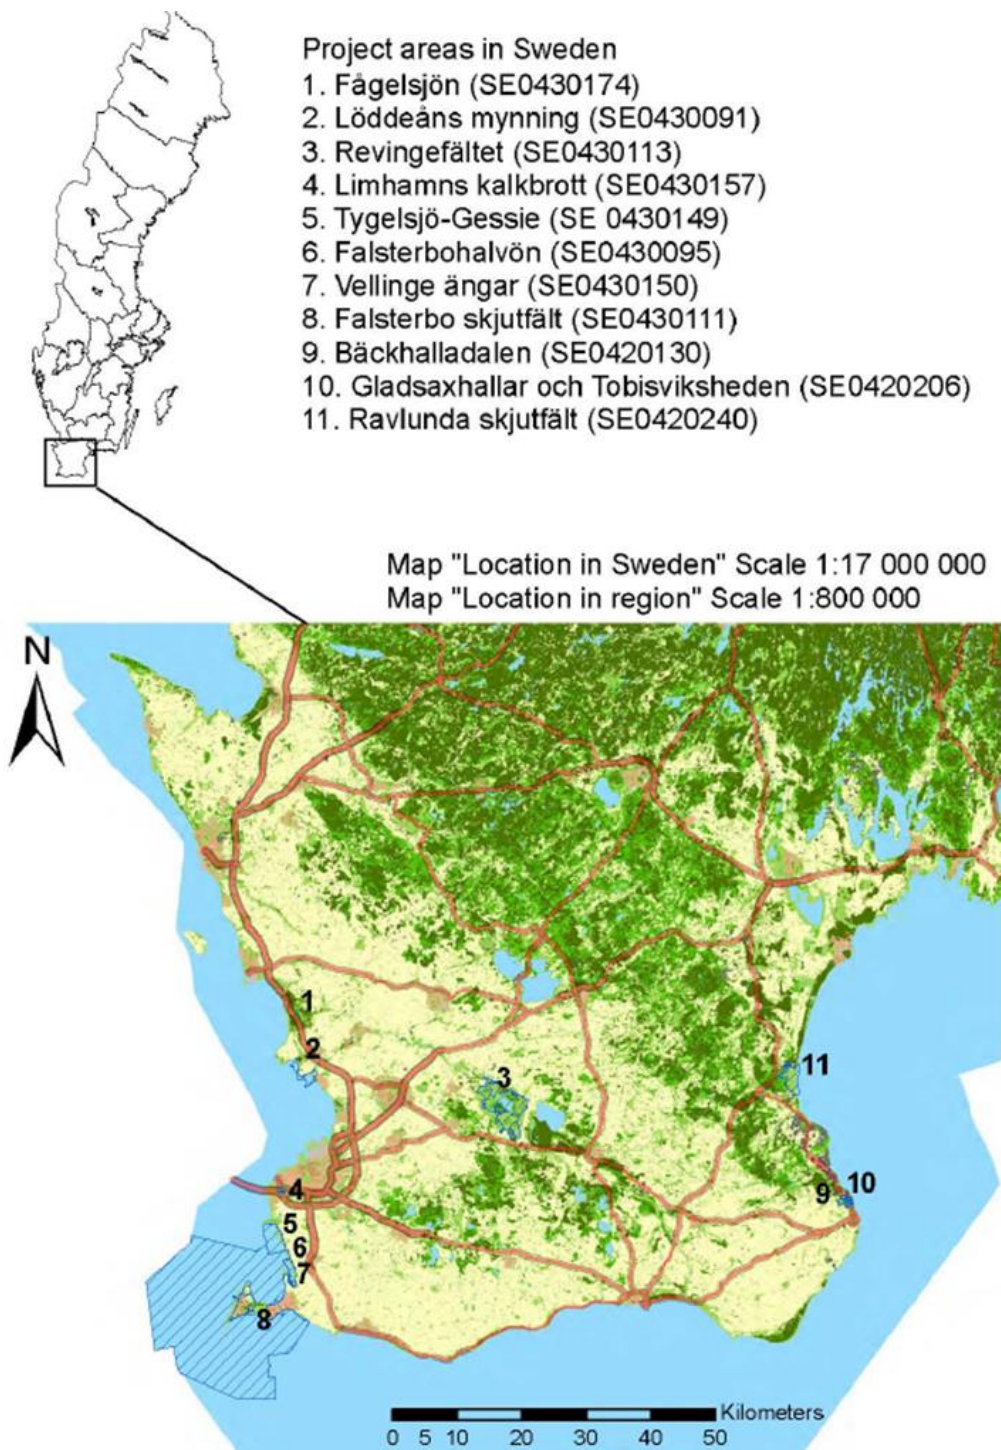 Project areas in Sweden
1. Fågelsjön (SE0430174)
2. Löddeåns mynning (SE0430091)
3. Revingefältet (SE0430113)
4. Limhamns kalkbrott (SE0430157)
5. Tygelsjö-Gessie (SE 0430149)
6. Falsterbohalvön (SE0430095)
7. Vellinge ängar (SE0430150)
8. Falsterbo skjutfält (SE0430111)
9. Bäckhalladalen (SE0420130)
10. Gladsaxhallar och Tobisviksheden (SE0420206)
11. Ravlunda skjutfält (SE0420240)
Map "Location in Sweden" Scale 1:17 000 000
Map "Location in region" Scale 1:800 000
N
1
2
3
11
4
9 10
5
6
7
8
Kilometers
0 5 10 20 30 40 50